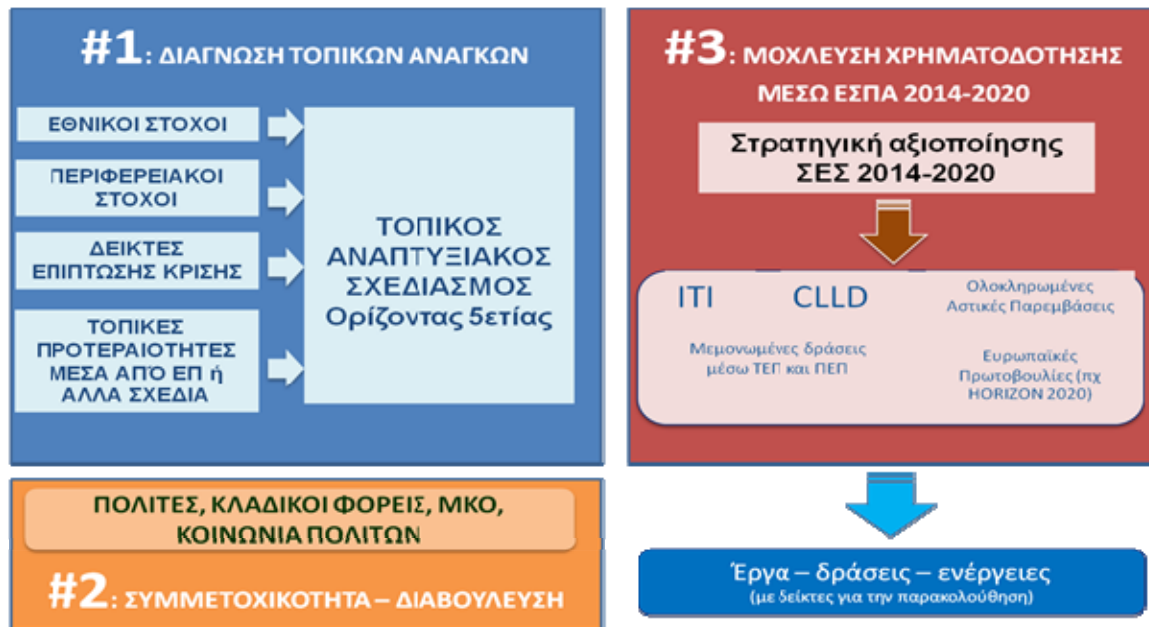 #1: ΔΙΑΓΝΩΣΗ ΤΟΠΙΚΩΝ ΑΝΑΓΚΩΝ
ΕΘΝΙΚΟΙ ΣΤΟΧΟΙ
ΠΕΡΙΦΕΡΕΙΑΚΟΙ
ΣΤΟΧΟΙ
ΔΕΙΚΤΕΣ
ΕΠΙΠΤΩΣΗΣ ΚΡΙΣΗΣ
ΤΟΠΙΚΕΣ
ΠΡΟΤΕΡΑΙΟΤΗΤΕΣ
ΜΕΣΑ ΑΠΌ ΕΠ ή
ΑΛΛΑ ΣΧΕΔΙΑ
ΤΟΠΙΚΟΣ
ΑΝΑΠΤΥΞΙΑΚΟΣ
ΣΧΕΔΙΑΣΜΟΣ
Ορίζοντας 5ετίας
ΠΟΛΙΤΕΣ, ΚΛΑΔΙΚΟΙ ΦΟΡΕΙΣ, ΜΚΟ,
ΚΟΙΝΩΝΙΑ ΠΟΛΙΤΩΝ
#2: ΣΥΜΜΕΤΟΧΙΚΟΤΗΤΑ – ΔΙΑΒΟΥΛΕΥΣΗ
#3: ΜΟΧΛΕΥΣΗ ΧΡΗΜΑΤΟΔΟΤΗΣΗΣ
ΜΕΣΩ ΕΣΠΑ 2014-2020
Στρατηγική αξιοποίησης
ΣΕΣ 2014-2020
ITI
CLLD
Ολοκληρωμένες
Αστικές Παρεμβάσεις
Μεμονωμένες δράσεις
μέσω ΤΕΠ και ΠΕΠ
Ευρωπαϊκές
Πρωτοβουλίες (πχ
HORIZON 2020)
Έργα – δράσεις – ενέργειες
(με δείκτες για την παρακολούθηση)